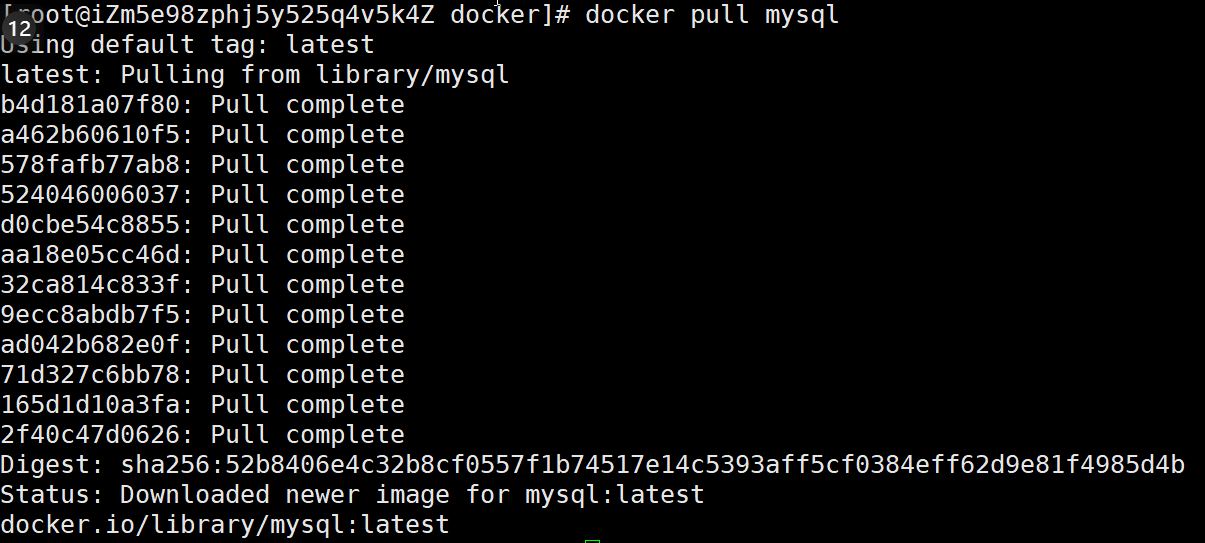 [root@iZm5e98zphj5y525q4v5k4Z docker]# docker pull mysql
12
Using default tag: latest
latest: Pulling from library/mysql
b4d181a07f80: Pull complete
a462b60610f5: Pull complete
578fafb77ab8: Pull complete
524046006037: Pull complete
d0cbe54c8855: Pull complete
aa18e05cc46d: Pull complete
32ca814c833f: Pull complete
9ecc8abdb7f5: Pull complete
ad042b682e0f: Pull complete
71d327c6bb78: Pull complete
165d1d10a3fa: Pull complete
2f40c47d0626: Pull complete
Digest: sha256:52b8406e4c32b8cf0557f1b74517e14c5393aff5cf0384eff62d9e81f4985d4b
Status: Downloaded newer image for mysql:latest
docker.io/library/mysql:latest